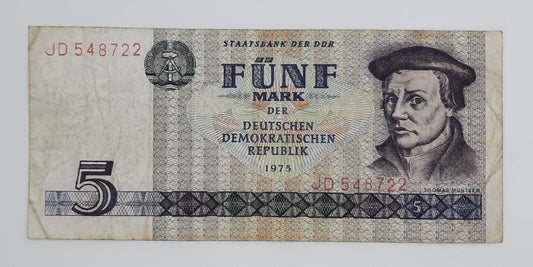 STAATSBANK DER DDR
JD 548722
FÜNF
MARK
DER
DEUTSCHEN
DEMOKRATISCHEN
REPUBLIK
1975
JD 548722
THOMAS MÜNTZER
5
5